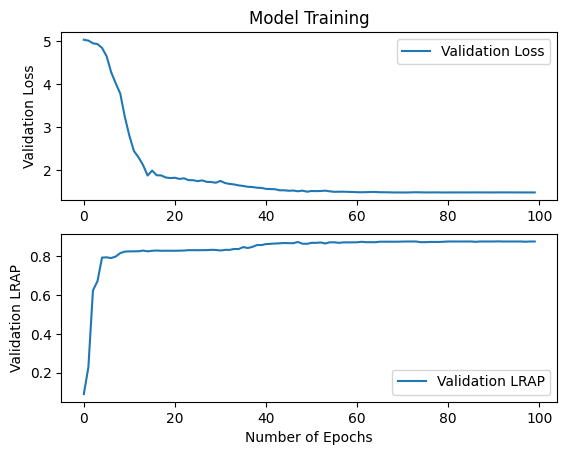 Model Training
Validation Loss
5
4
3
2
Validation Loss
0 20 40 60 80 100
Validation LRAP
0.8
0.6
0.4
0.2
Validation LRAP
0 20 40 60 80 100
Number of Epochs